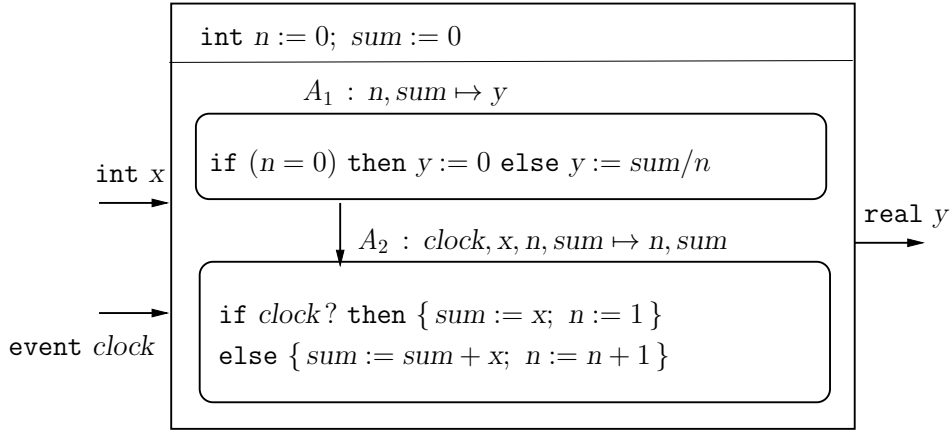 int n := 0; sum := 0
A₁ : n, sum ↦ y
if (n = 0) then y := 0 else y := sum/n
int x
real y
A₂ : clock, x, n, sum ↦ n, sum
if clock? then { sum := x; n := 1 }
else { sum := sum + x; n := n + 1 }
event clock